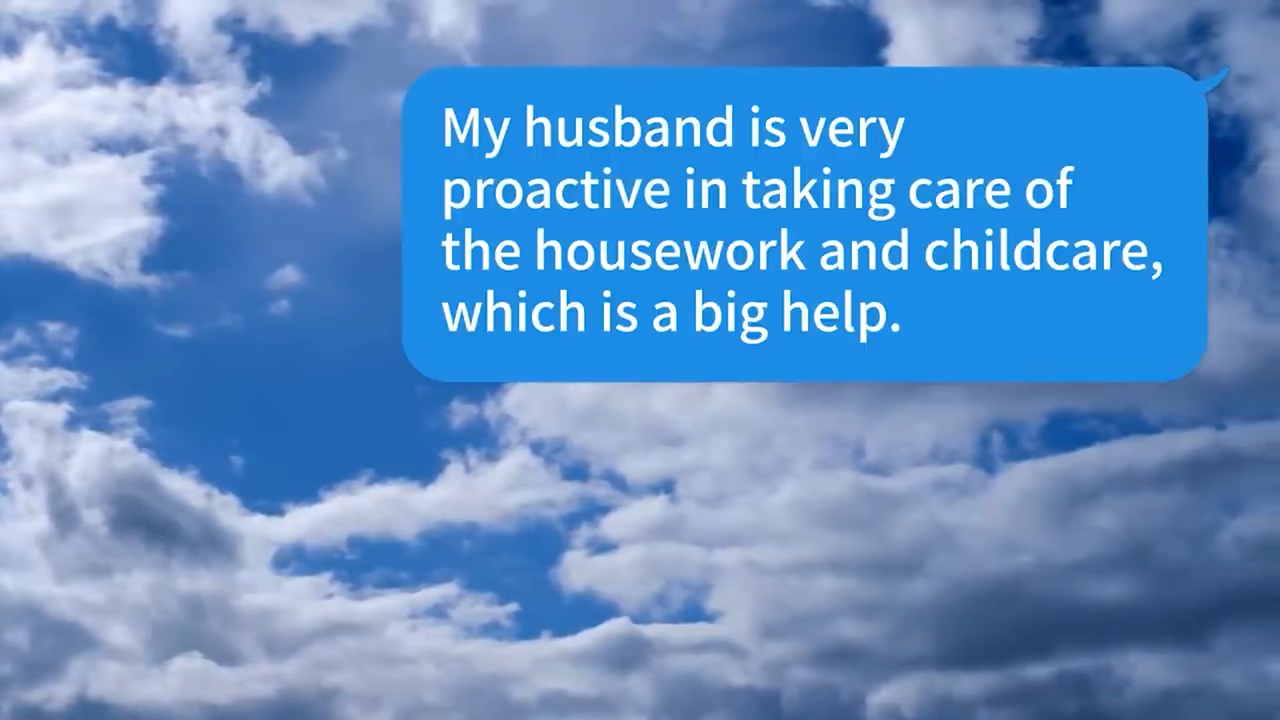 My husband is very
proactive in taking care of
the housework and childcare,
which is a big help.